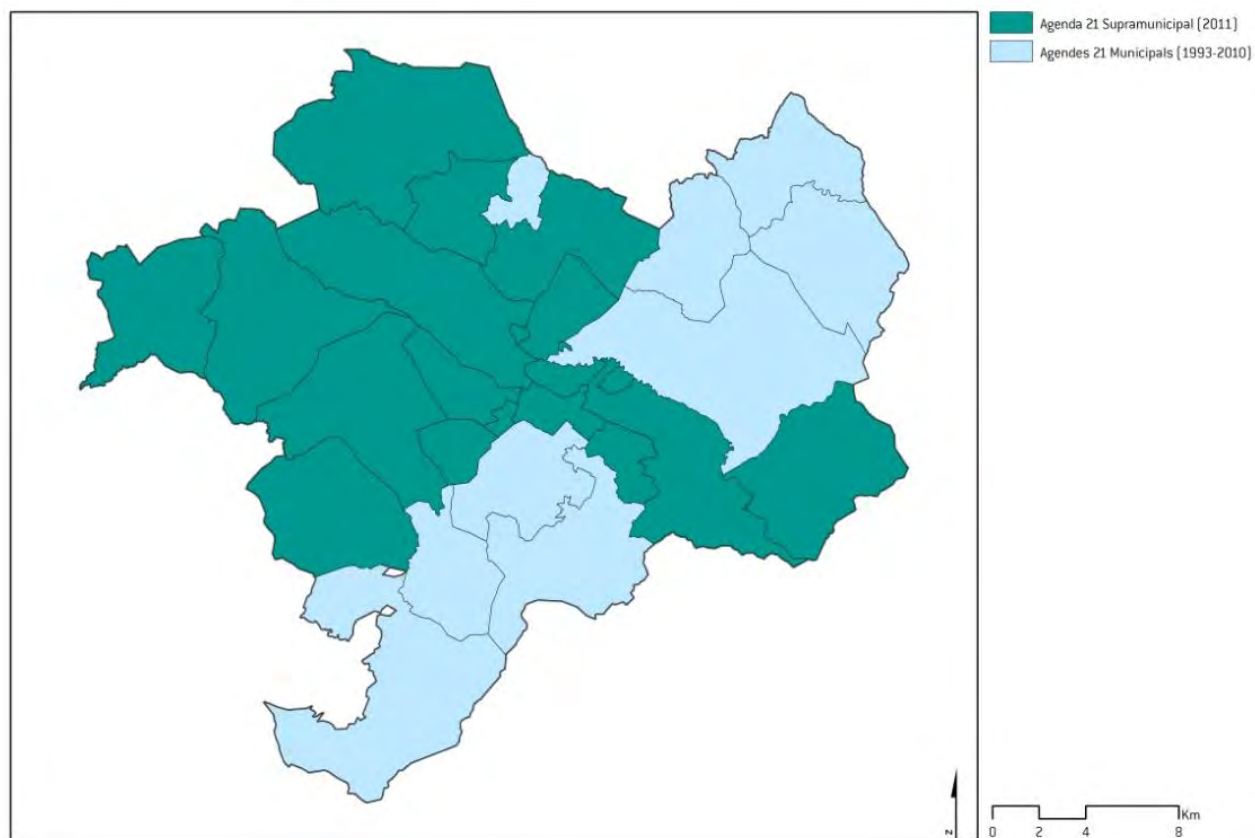 Agenda 21 Supramunicipal (2011)
Agendes 21 Municipals (1993-2010)
N
Km
0 2 4 8